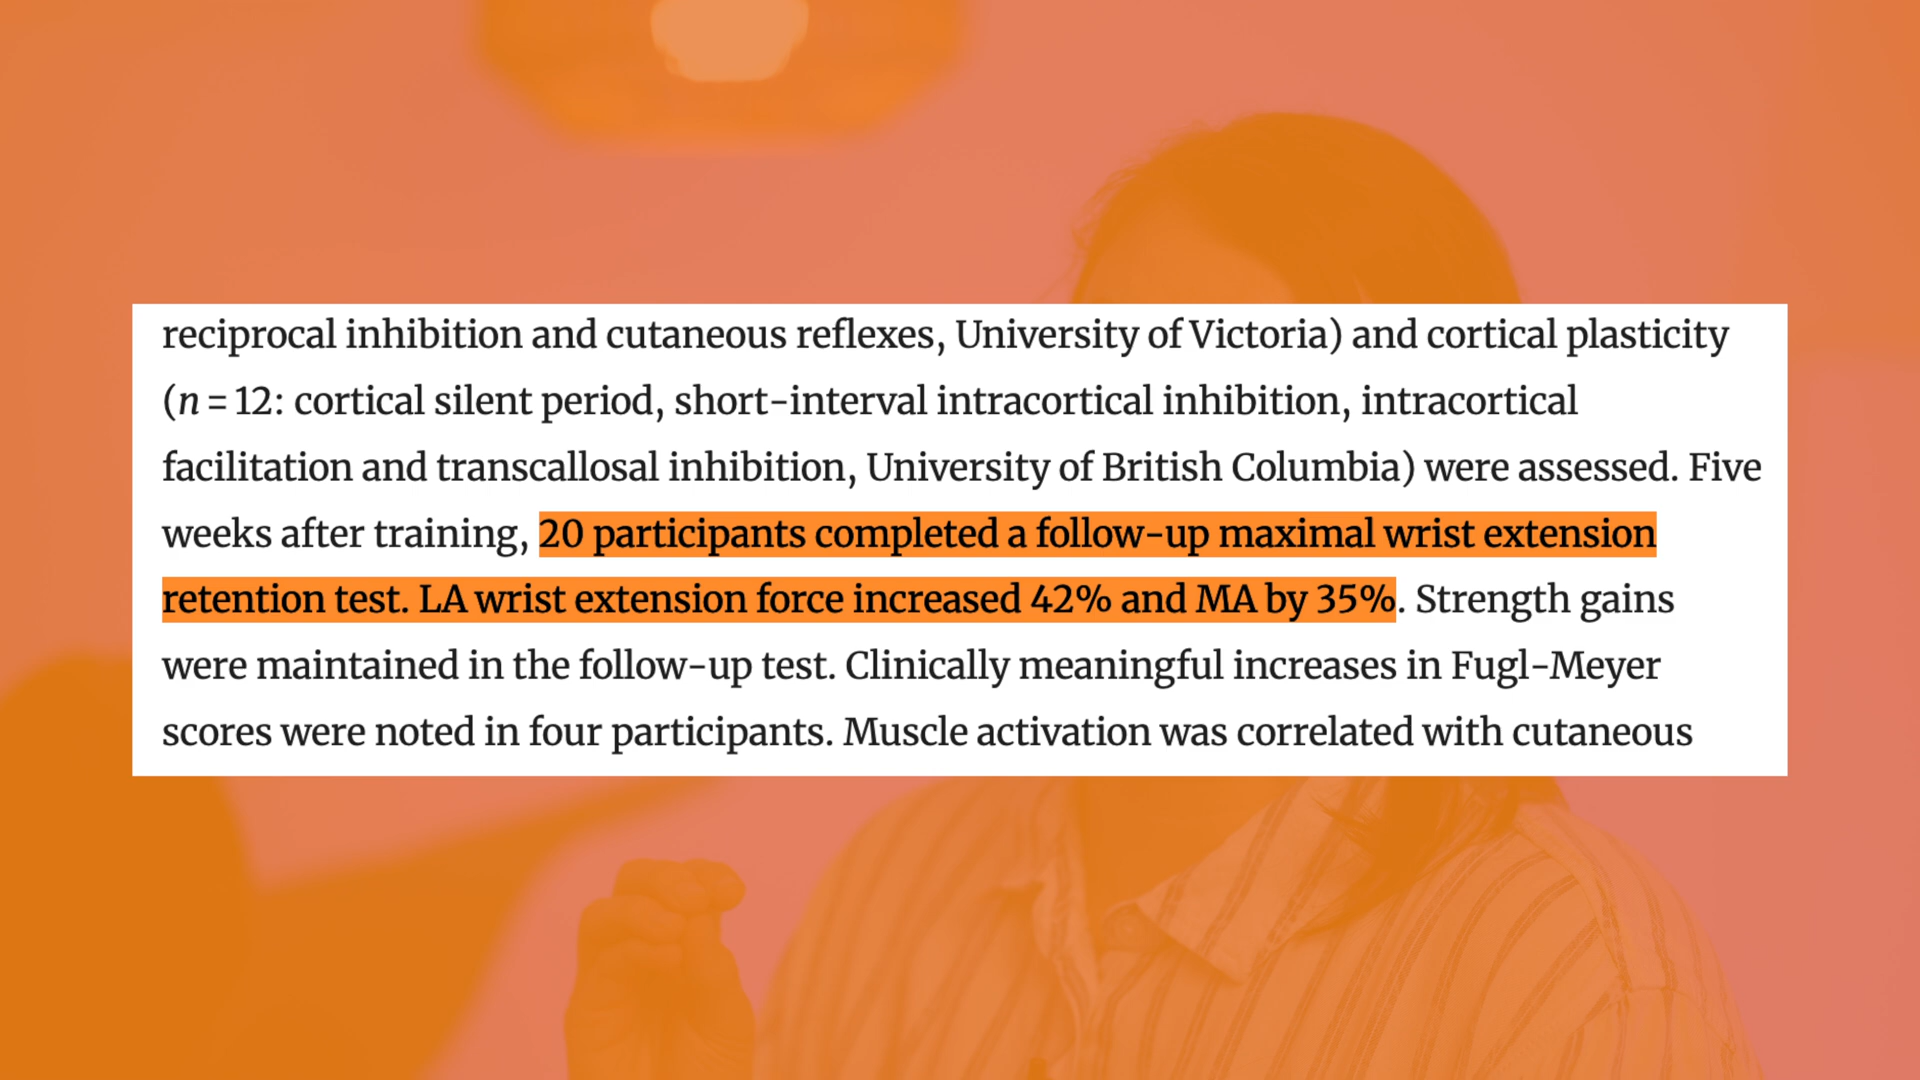 reciprocal inhibition and cutaneous reflexes, University of Victoria) and cortical plasticity
(n = 12: cortical silent period, short-interval intracortical inhibition, intracortical
facilitation and transcallosal inhibition, University of British Columbia) were assessed. Five
weeks after training, 20 participants completed a follow-up maximal wrist extension
retention test. LA wrist extension force increased 42% and MA by 35%. Strength gains
were maintained in the follow-up test. Clinically meaningful increases in Fugl-Meyer
scores were noted in four participants. Muscle activation was correlated with cutaneous